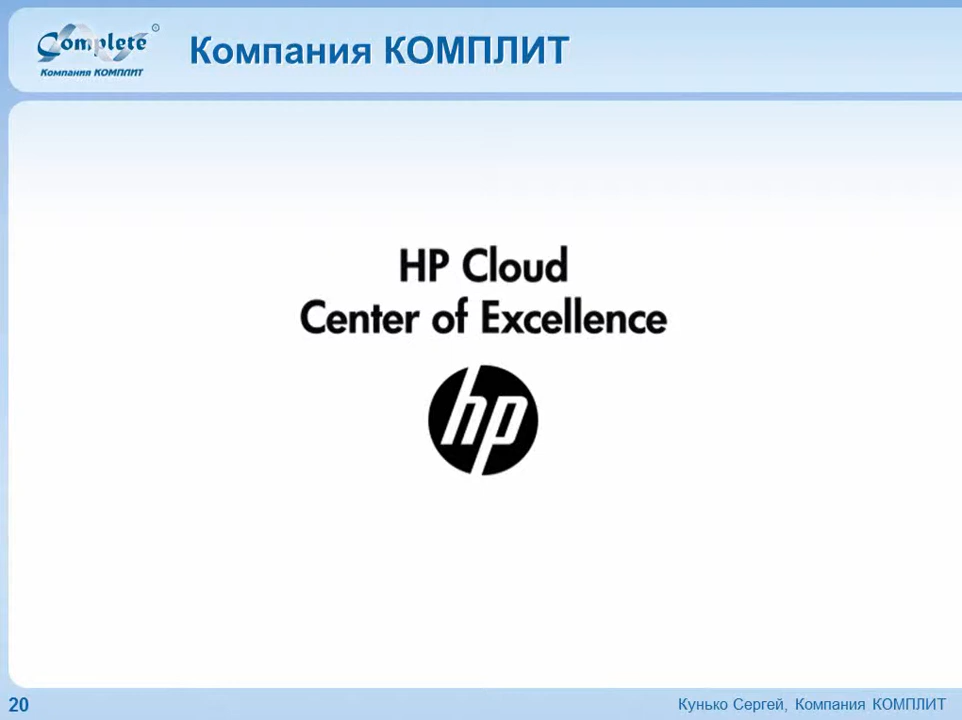 Complete®
Компания КОМПЛИТ
Компания КОМПЛИТ
HP Cloud
Center of Excellence
hp
20
Кунько Сергей, Компания КОМПЛИТ